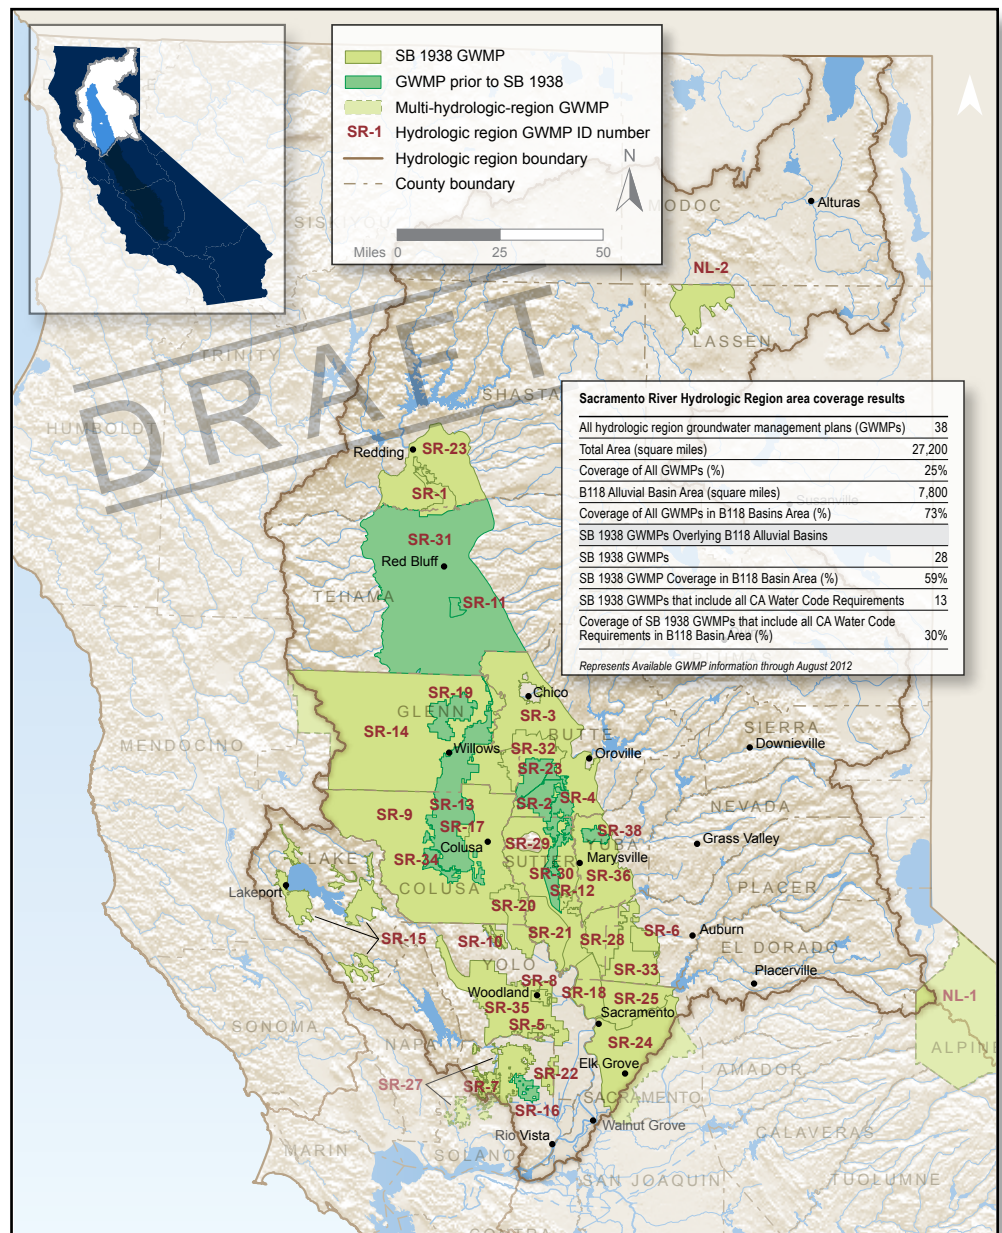 SB 1938 GWMP
GWMP prior to SB 1938
Multi-hydrologic-region GWMP
SR-1 Hydrologic region GWMP ID number
Hydrologic region boundary
County boundary
N
Miles 0 25 50
SISKIYOU
MODOC
Alturas
NL-2
LASSEN
TRINITY
DRAFT
SHASTA
HUMBOLDT
Sacramento River Hydrologic Region area coverage results
All hydrologic region groundwater management plans (GWMPs) 38
Total Area (square miles) 27,200
Coverage of All GWMPs (%) 25%
B118 Alluvial Basin Area (square miles) 7,800
Coverage of All GWMPs in B118 Basins Area (%) 73%
SB 1938 GWMPs Overlying B118 Alluvial Basins
SB 1938 GWMPs 28
SB 1938 GWMP Coverage in B118 Basin Area (%) 59%
SB 1938 GWMPs that include all CA Water Code Requirements 13
Coverage of SB 1938 GWMPs that include all CA Water Code
Requirements in B118 Basin Area (%) 30%
Represents Available GWMP information through August 2012
Susanville
PLUMAS
Redding
SR-23
SR-1
SR-31
Red Bluff
TEHAMA
SR-11
SR-19
Chico
GLENN
SR-3
SR-14
BUTTE
SIERRA
MENDOCINO
Willows
SR-32
Oroville
Downieville
SR-23
SR-13
SR-2
SR-4
NEVADA
SR-9
SR-17
SR-38
Colusa
SR-29
YUBA
Grass Valley
LAKE
SR-34
SUTTER
Marysville
SR-30
SR-36
Lakeport
COLUSA
SR-12
PLACER
SR-20
SR-15
SR-10
SR-21
SR-28
SR-6
Auburn
EL DORADO
YOLO
SR-33
Placerville
SR-8
Woodland
SR-18
SR-25
NL-1
SR-35
Sacramento
SONOMA
SR-5
NAPA
SR-24
ALPINE
Elk Grove
SR-22
AMADOR
SR-27
SR-7
SACRAMENTO
SR-16
Walnut Grove
Rio Vista
CALAVERAS
MARIN
SOLANO
SAN JOAQUIN
TUOLUMNE
CONTRA